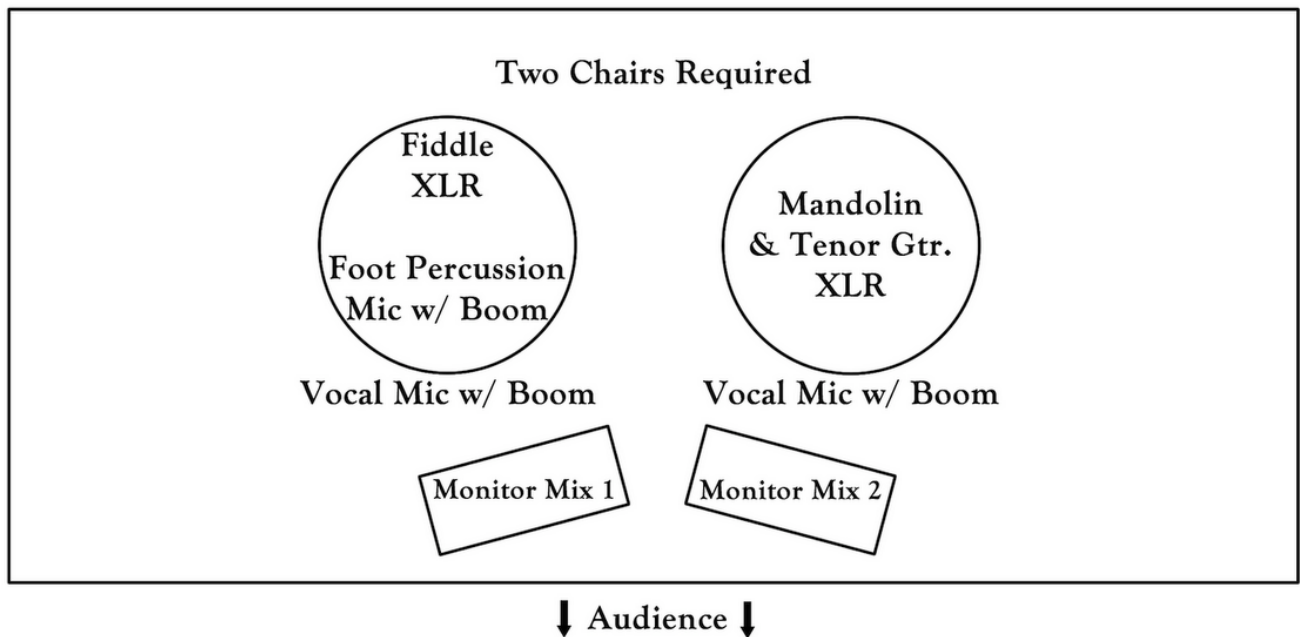 Two Chairs Required
Fiddle
XLR
Foot Percussion
Mic w/ Boom
Mandolin
& Tenor Gtr.
XLR
Vocal Mic w/ Boom
Vocal Mic w/ Boom
Monitor Mix 1
Monitor Mix 2
Audience